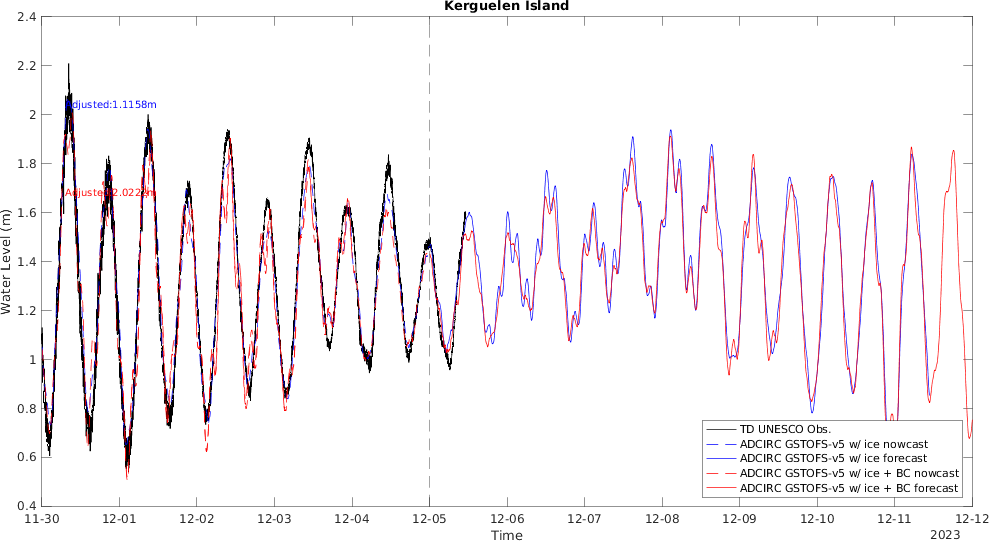 Kerguelen Island
Water Level (m)
2.4
2.2
2
1.8
1.6
1.4
1.2
1
0.8
0.6
0.4
Adjusted:1.1158m
TD UNESCO Obs.
ADCIRC GSTOFS-v5 w/ ice nowcast
ADCIRC GSTOFS-v5 w/ ice forecast
ADCIRC GSTOFS-v5 w/ ice + BC nowcast
ADCIRC GSTOFS-v5 w/ ice + BC forecast
11-30 12-01 12-02 12-03 12-04 12-05 12-06 12-07 12-08 12-09 12-10 12-11 12-12
Time
2023